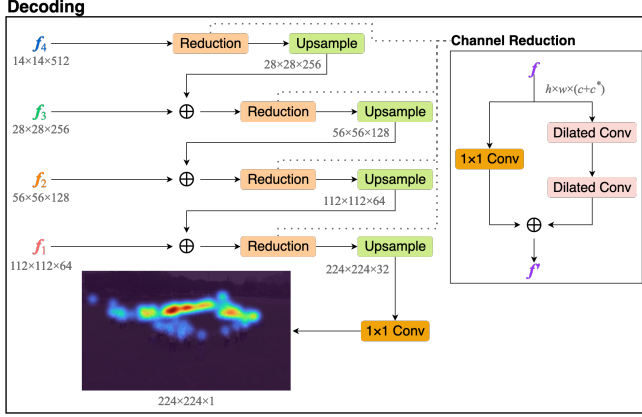 Decoding
f4 Reduction Upsample
14×14×512
28×28×256
f3 ⊕ Reduction Upsample
28×28×256
56×56×128
f2 ⊕ Reduction Upsample
56×56×128
112×112×64
f1 ⊕ Reduction Upsample
112×112×64
224×224×32
1×1 Conv
224×224×1
Channel Reduction
f
h×w×(c+c*)
Dilated Conv
1×1 Conv
Dilated Conv
⊕
f'